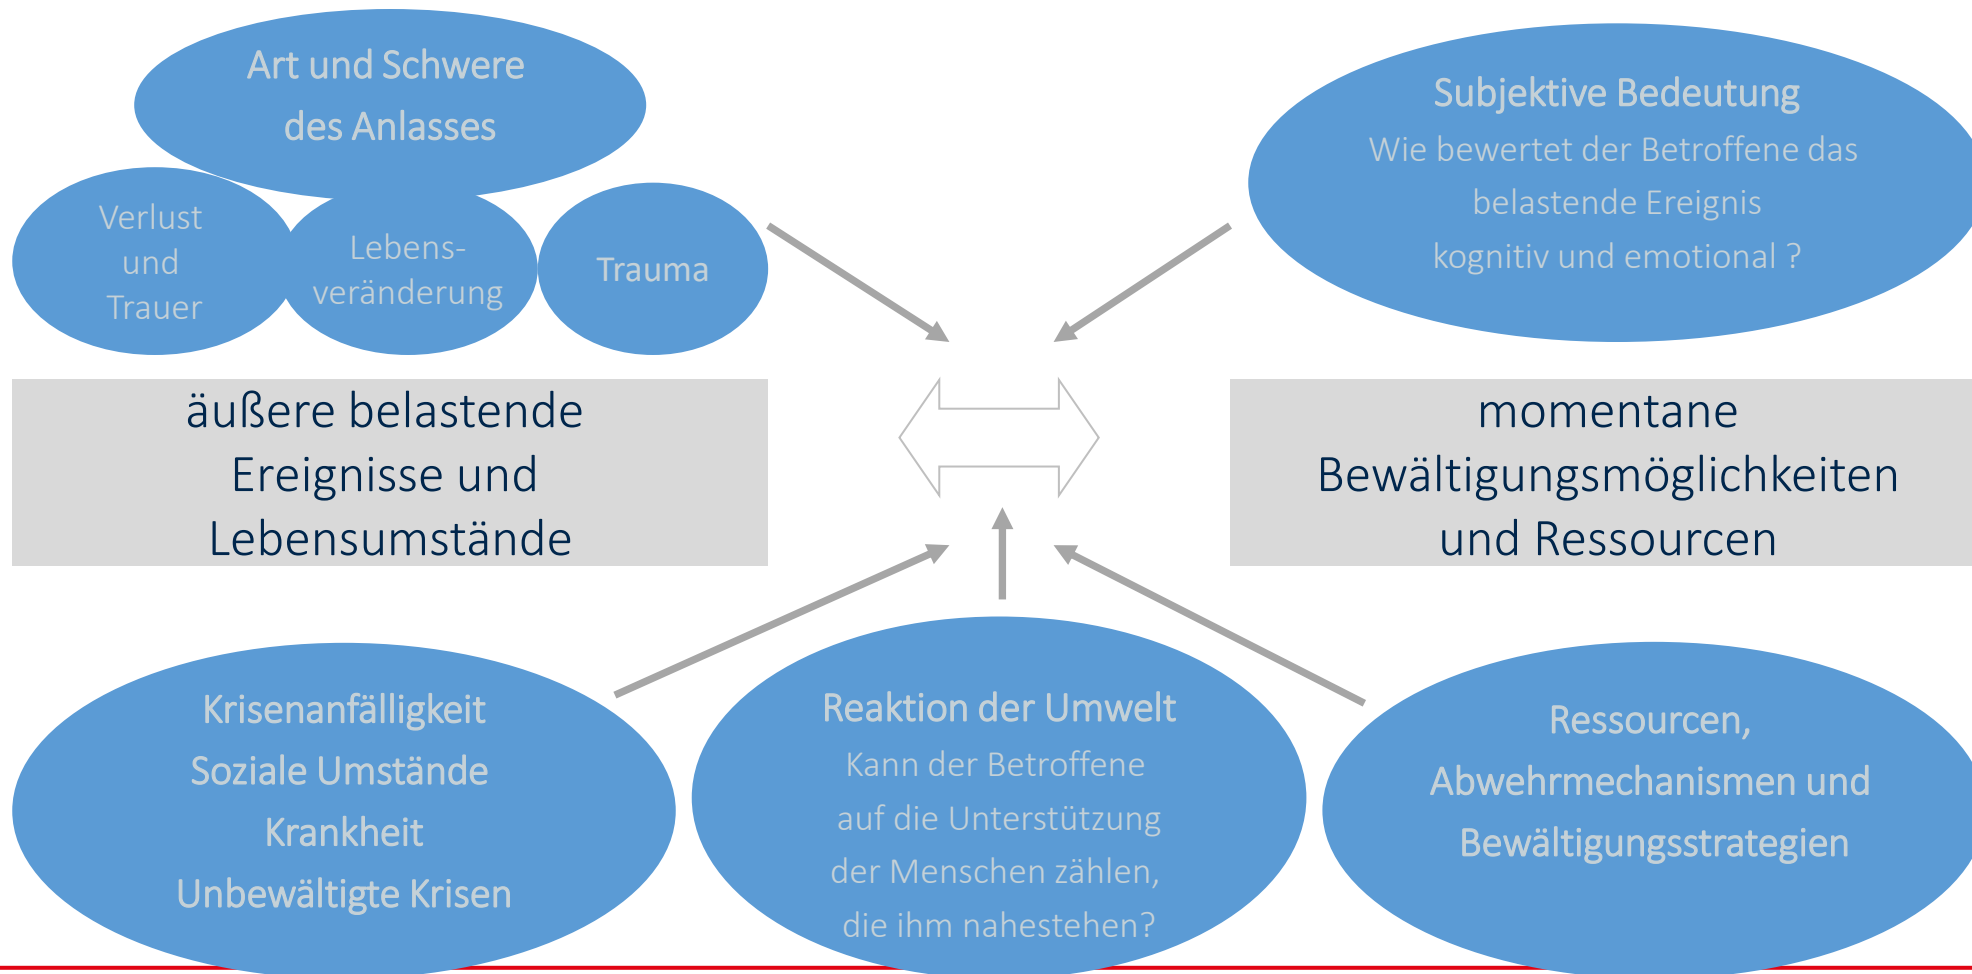 Art und Schwere
des Anlasses
Verlust
und
Trauer
Lebens-
veränderung
Trauma
Subjektive Bedeutung
Wie bewertet der Betroffene das
belastende Ereignis
kognitiv und emotional ?
äußere belastende
Ereignisse und
Lebensumstände
momentane
Bewältigungsmöglichkeiten
und Ressourcen
Krisenanfälligkeit
Soziale Umstände
Krankheit
Unbewältigte Krisen
Reaktion der Umwelt
Kann der Betroffene
auf die Unterstützung
der Menschen zählen,
die ihm nahestehen?
Ressourcen,
Abwehrmechanismen und
Bewältigungsstrategien